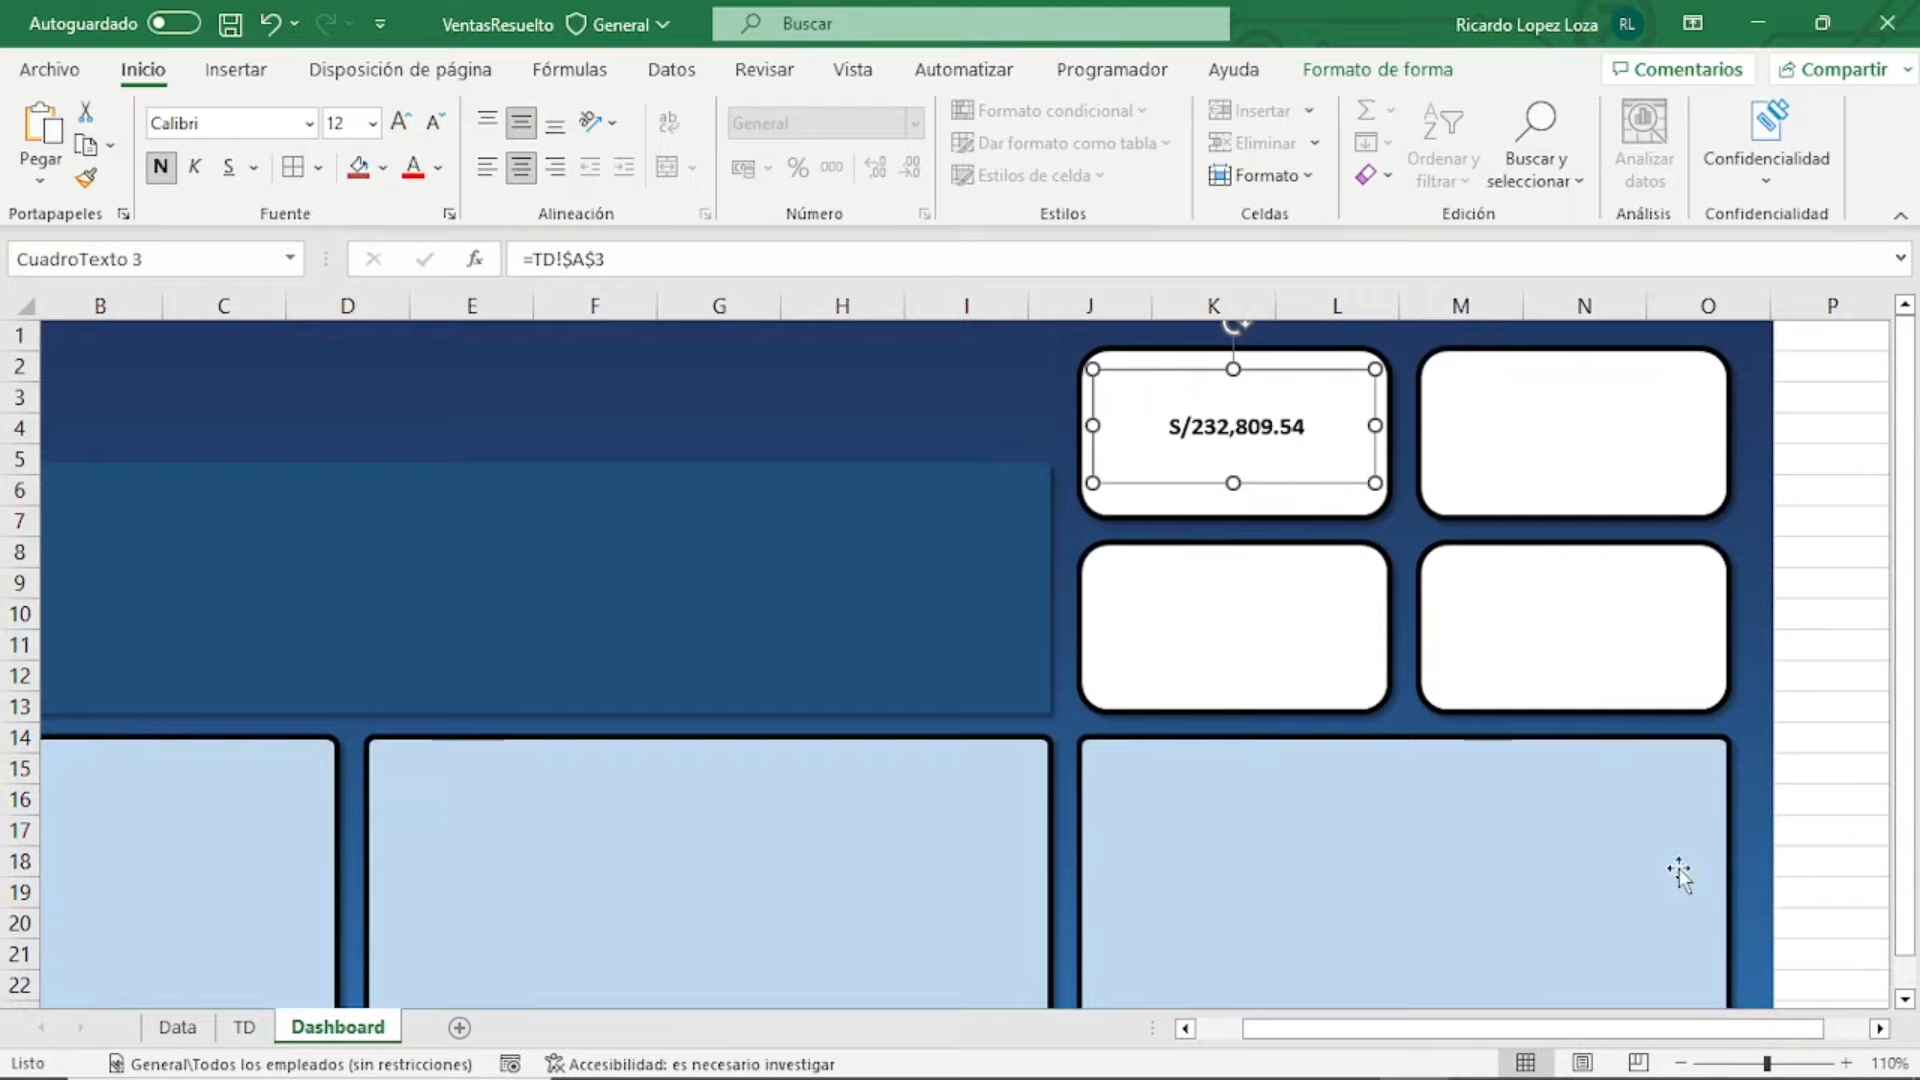 Autoguardado
VentasResuelto General
Buscar
Ricardo Lopez Loza RL
Archivo Inicio Insertar Disposición de página Fórmulas Datos Revisar Vista Automatizar Programador Ayuda Formato de forma
Comentarios Compartir
Pegar
Portapapeles
Calibri 12
N K S
Fuente
ab
Alineación
General
% 000
Número
Formato condicional
Dar formato como tabla
Estilos de celda
Estilos
Insertar
Eliminar
Formato
Celdas
Ordenar y filtrar
Buscar y seleccionar
Edición
Analizar datos
Análisis
Confidencialidad
Confidencialidad
CuadroTexto 3 fx =TD!$A$3
B C D E F G H I J K L M N O P
1
2
3
4
5
6
7
8
9
10
11
12
13
14
15
16
17
18
19
20
21
22
S/232,809.54
Data TD Dashboard
Listo General\Todos los empleados (sin restricciones) Accesibilidad: es necesario investigar 110%